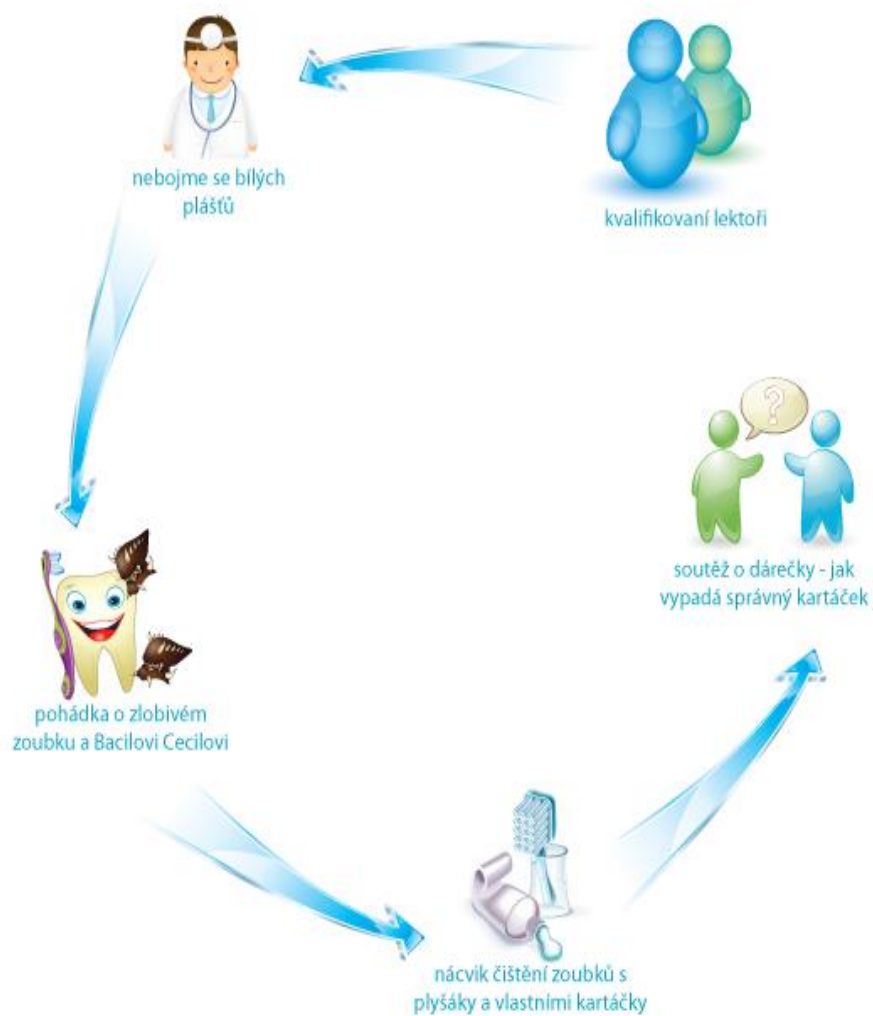 kvalifikovaní lektoři
nebojme se bílých
plášťů
pohádka o zlobivém
zoubku a Bacilovi Cecilovi
nácvik čištění zoubků s
plyšáky a vlastními kartáčky
soutěž o dárečky - jak
vypadá správný kartáček
?